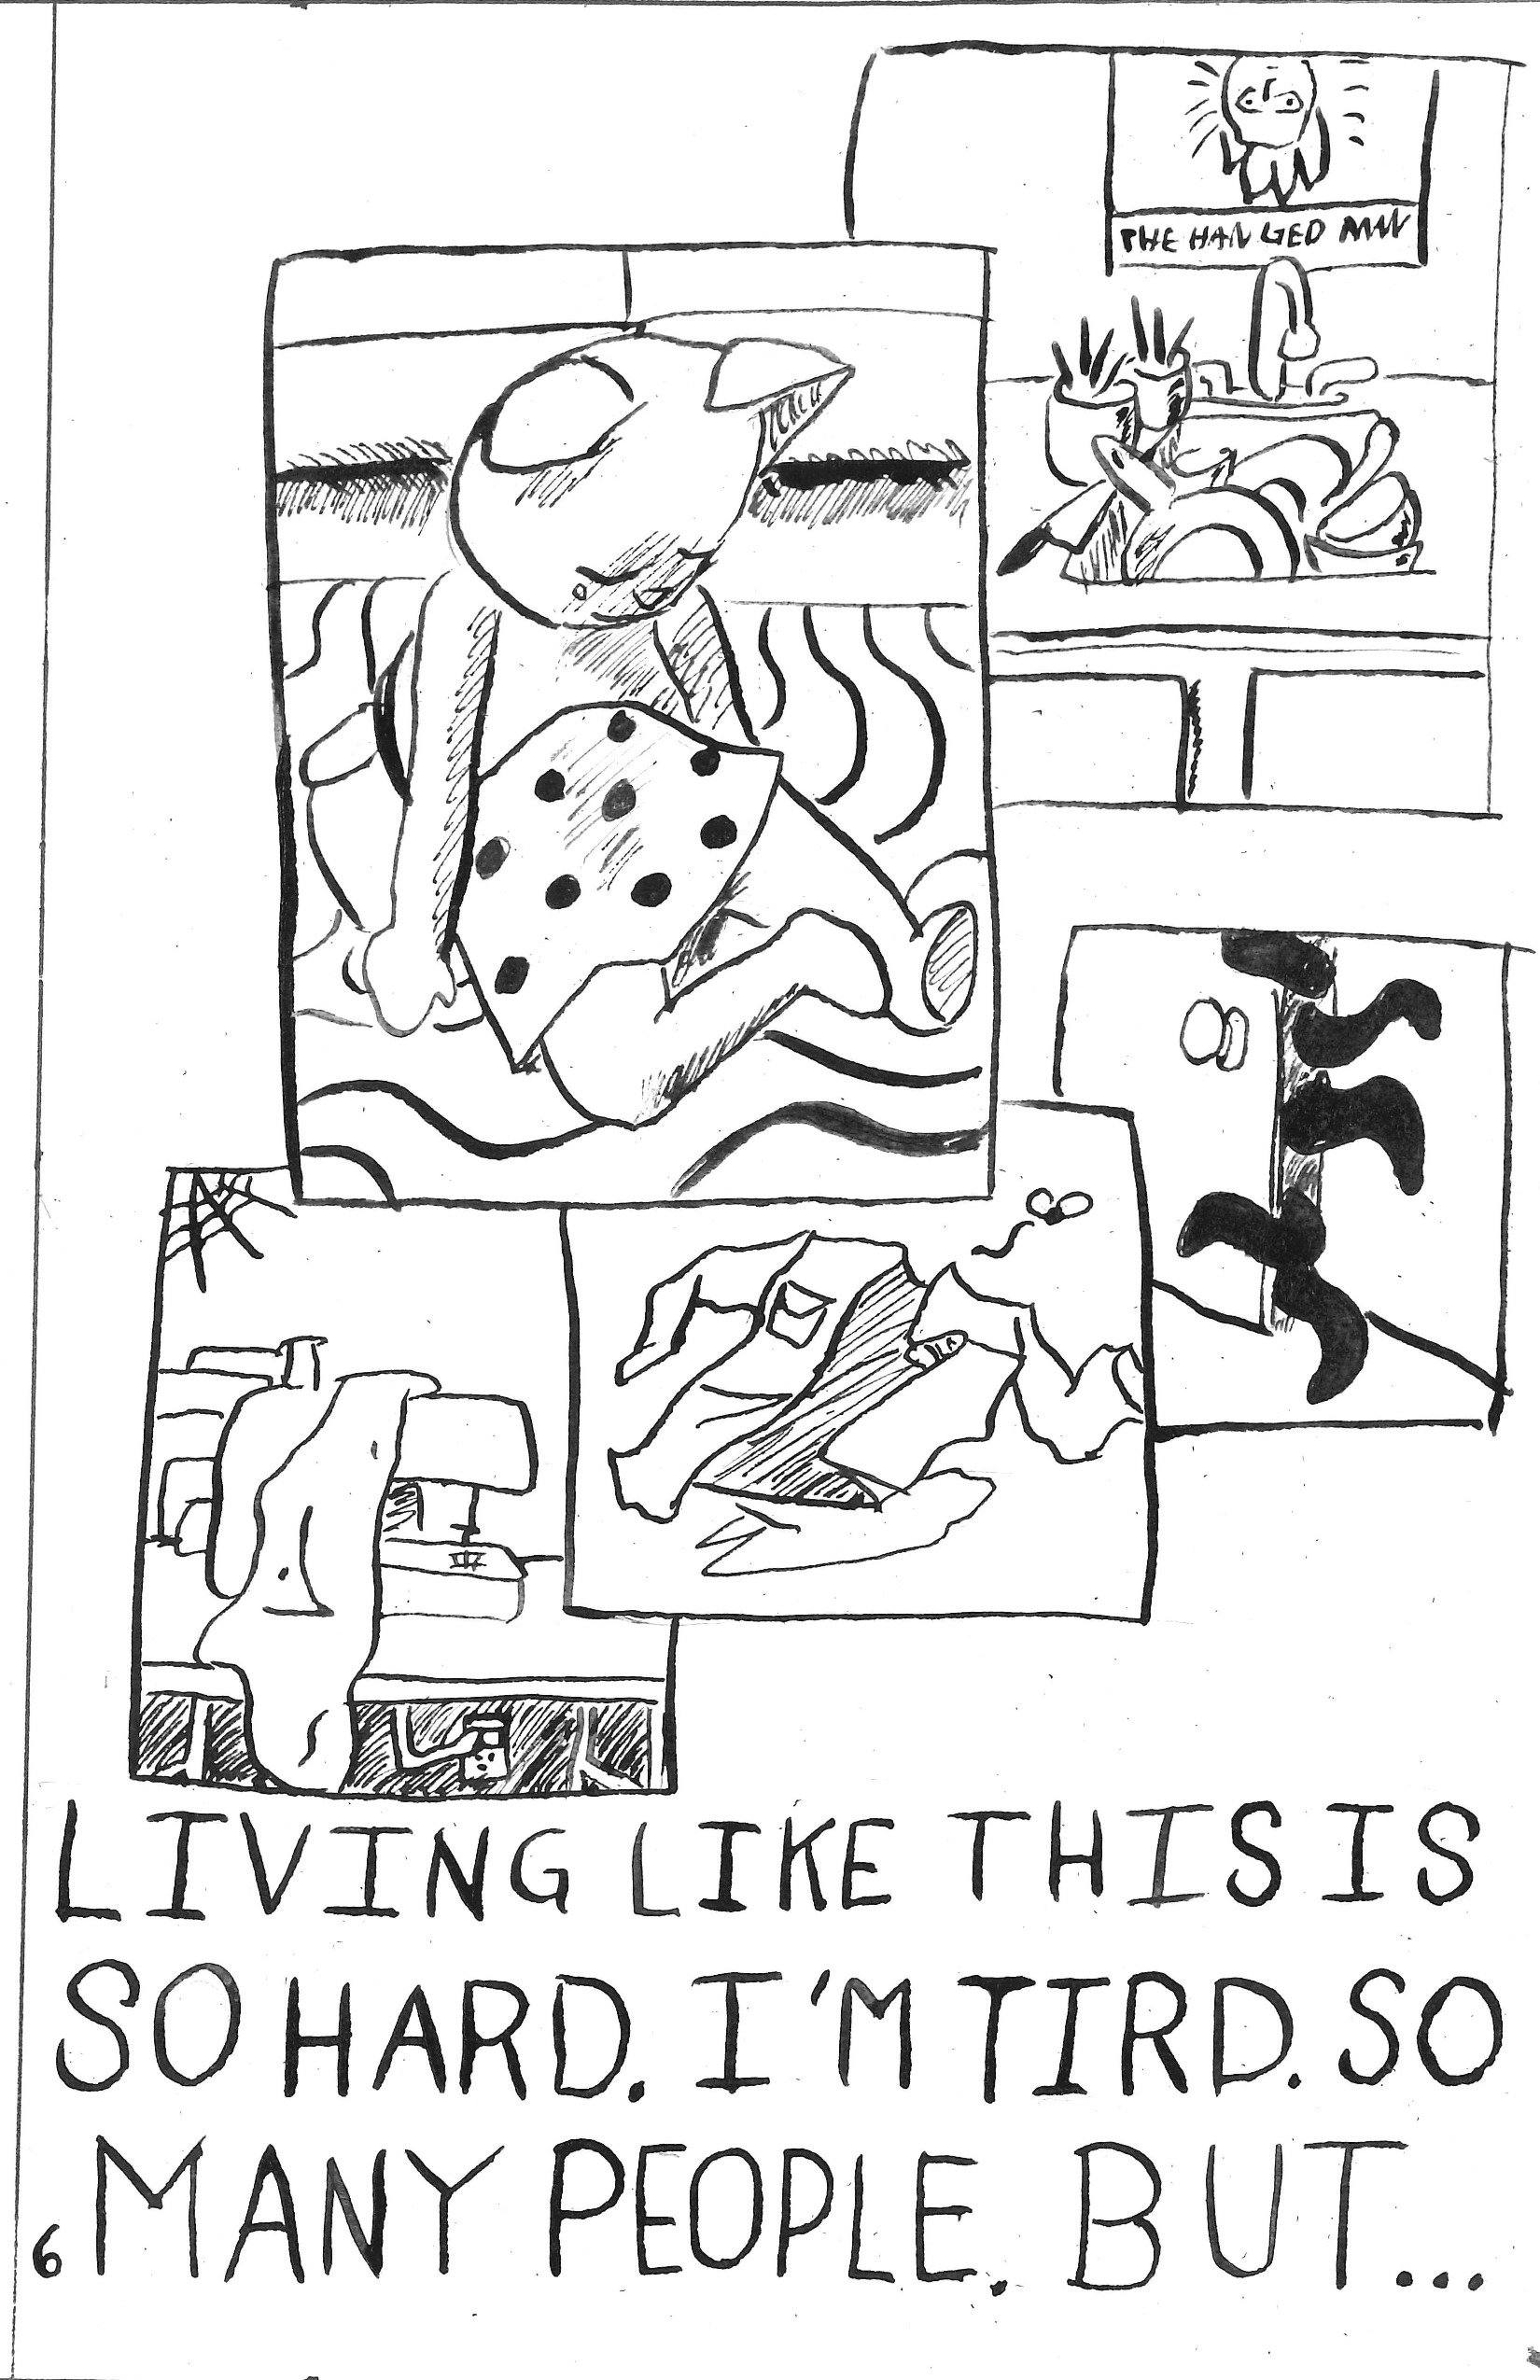 THE HANGED MAN
LIVING LIKE THIS IS
SO HARD. I'M TIRD. SO
MANY PEOPLE. BUT...
6